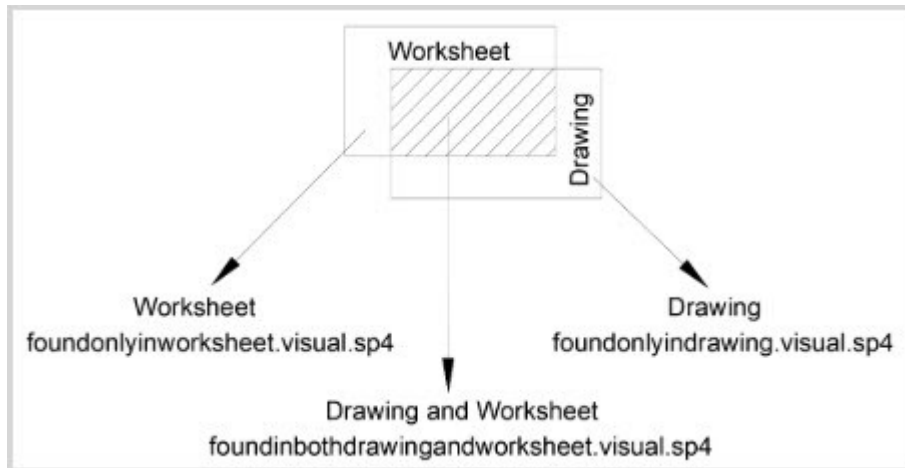 Worksheet
Drawing
Worksheet
foundonlyinworksheet.visual.sp4
Drawing
foundonlyindrawing.visual.sp4
Drawing and Worksheet
foundinbothdrawingandworksheet.visual.sp4